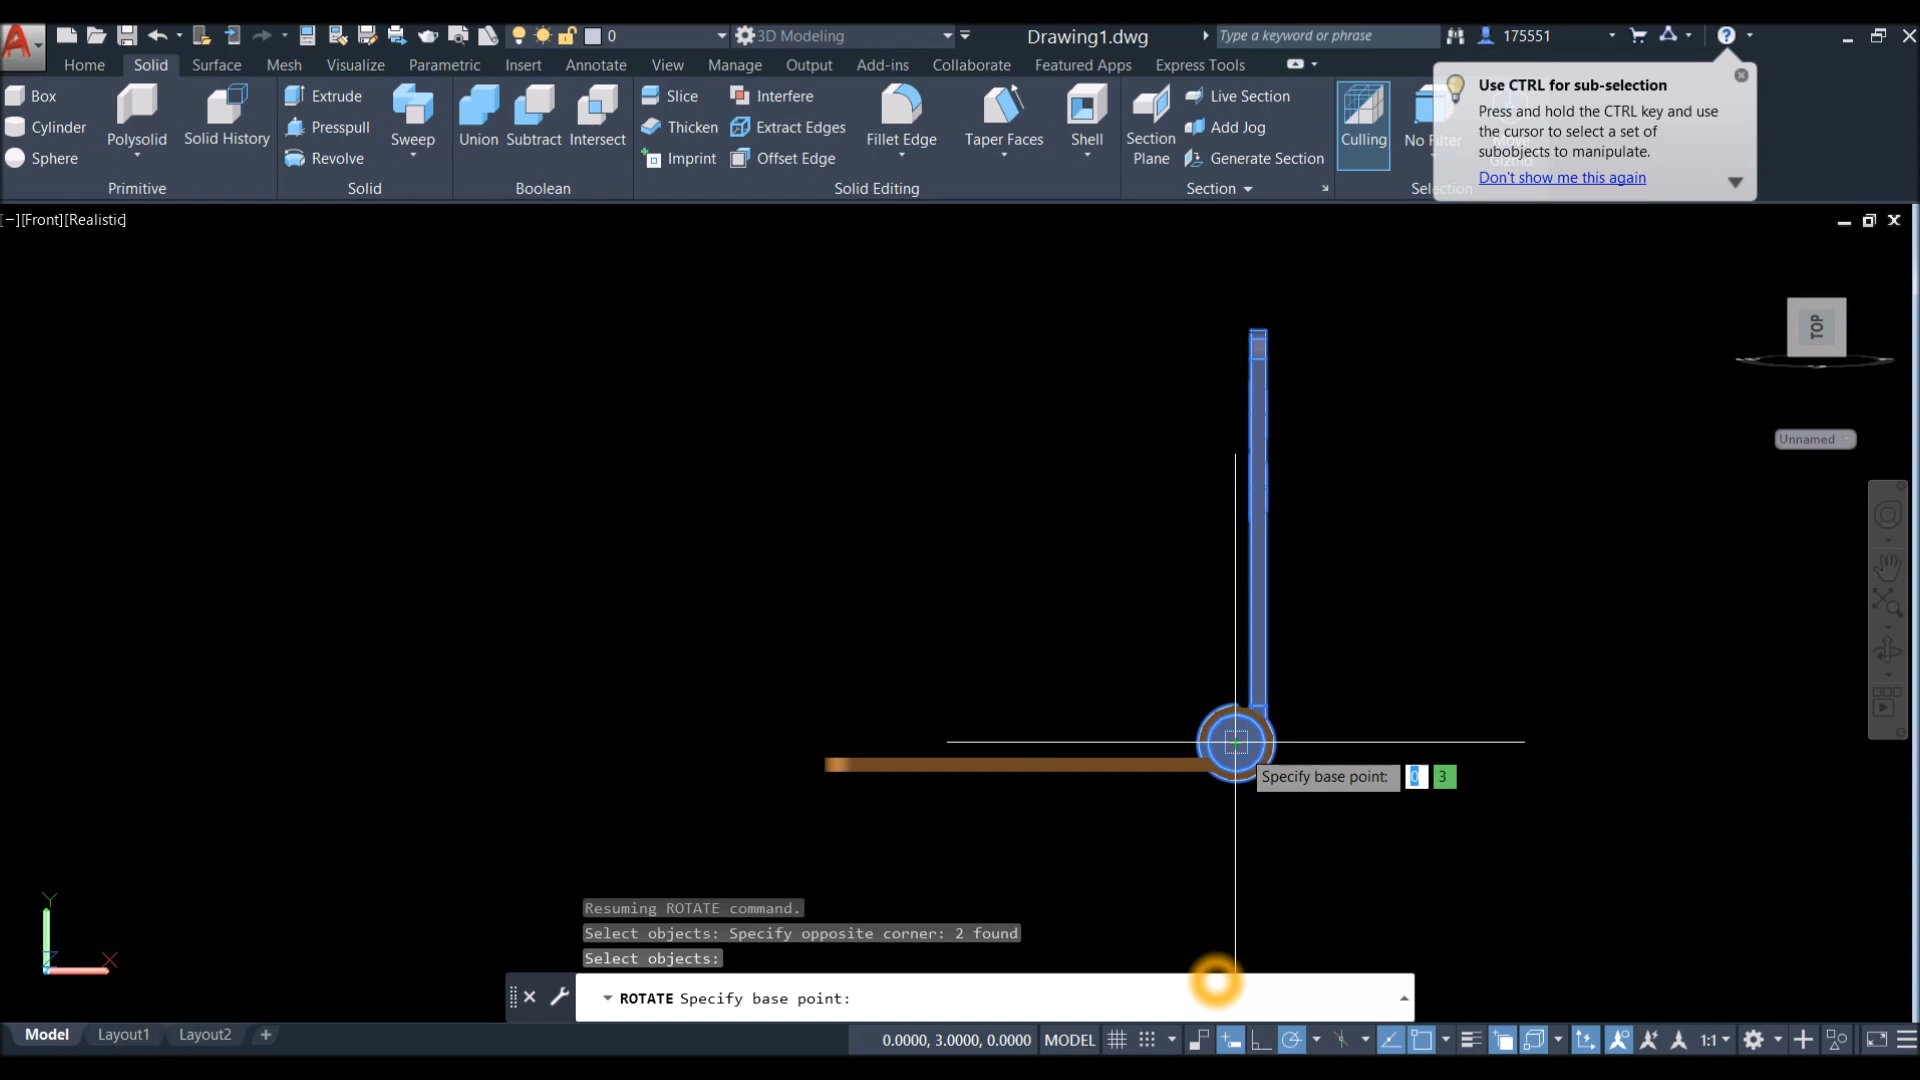 0
3D Modeling
Drawing1.dwg
Type a keyword or phrase
175551
Home Solid Surface Mesh Visualize Parametric Insert Annotate View Manage Output Add-ins Collaborate Featured Apps Express Tools
Box
Cylinder
Sphere
Polysolid
Solid History
Primitive
Extrude
Presspull
Revolve
Sweep
Solid
Union
Subtract
Intersect
Boolean
Slice
Thicken
Imprint
Interfere
Extract Edges
Offset Edge
Fillet Edge
Taper Faces
Shell
Solid Editing
Section
Plane
Live Section
Add Jog
Generate Section
Section
Culling
Use CTRL for sub-selection
Press and hold the CTRL key and use
the cursor to select a set of
subobjects to manipulate.
Don't show me this again
[−][Front][Realistic]
TOP
Unnamed
Specify base point: 0 3
Y
X
Resuming ROTATE command.
Select objects: Specify opposite corner: 2 found
Select objects:
ROTATE Specify base point:
Model Layout1 Layout2
0.0000, 3.0000, 0.0000 MODEL
1:1